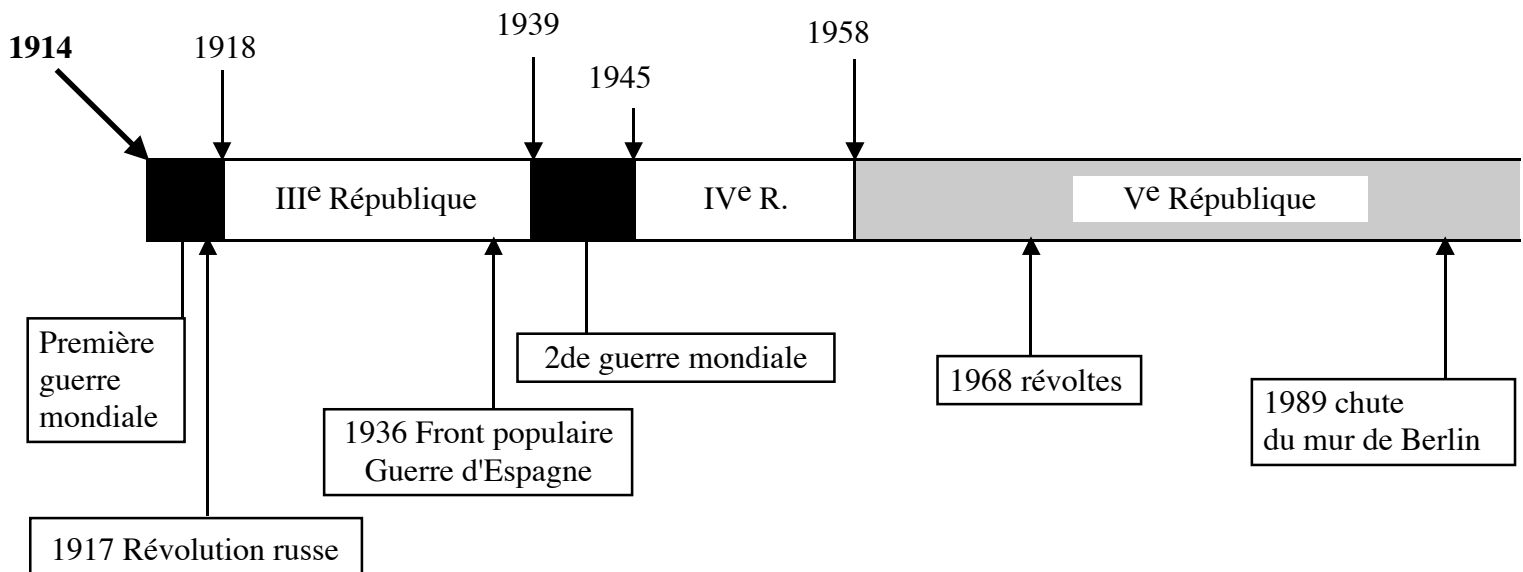 1914
1918
1939
1945
1958
IIIe République
IVe R.
Ve République
Première
guerre
mondiale
2de guerre mondiale
1968 révoltes
1989 chute
du mur de Berlin
1936 Front populaire
Guerre d'Espagne
1917 Révolution russe